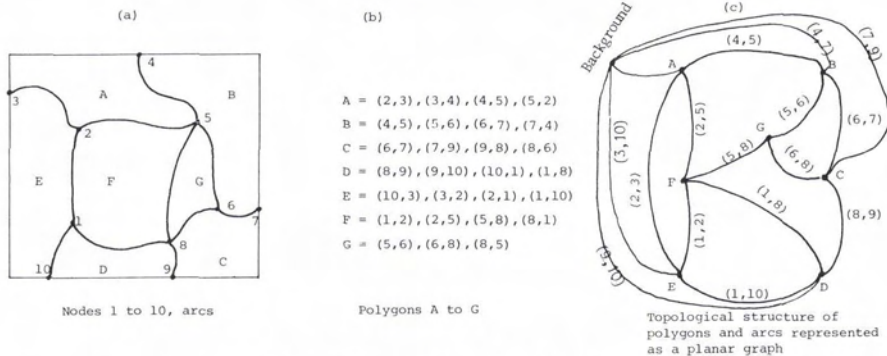 (a)
4
B
A
3
2
5
E
F
G
6
7
1
8
10
D
9
C
Nodes 1 to 10, arcs
(b)
A = (2,3),(3,4),(4,5),(5,2)
B = (4,5),(5,6),(6,7),(7,4)
C = (6,7),(7,9),(9,8),(8,6)
D = (8,9),(9,10),(10,1),(1,8)
E = (10,3),(3,2),(2,1),(1,10)
F = (1,2),(2,5),(5,8),(8,1)
G = (5,6),(6,8),(8,5)
Polygons A to G
(c)
Background
(4,5)
(4,7)
(7,9)
A
B
(5,6)
(2,5)
(6,7)
G
(3,10)
(5,8)
(6,8)
C
(2,3)
F
(1,8)
(8,9)
(1,2)
(9,10)
E
D
(1,10)
Topological structure of
polygons and arcs represented
as a planar graph